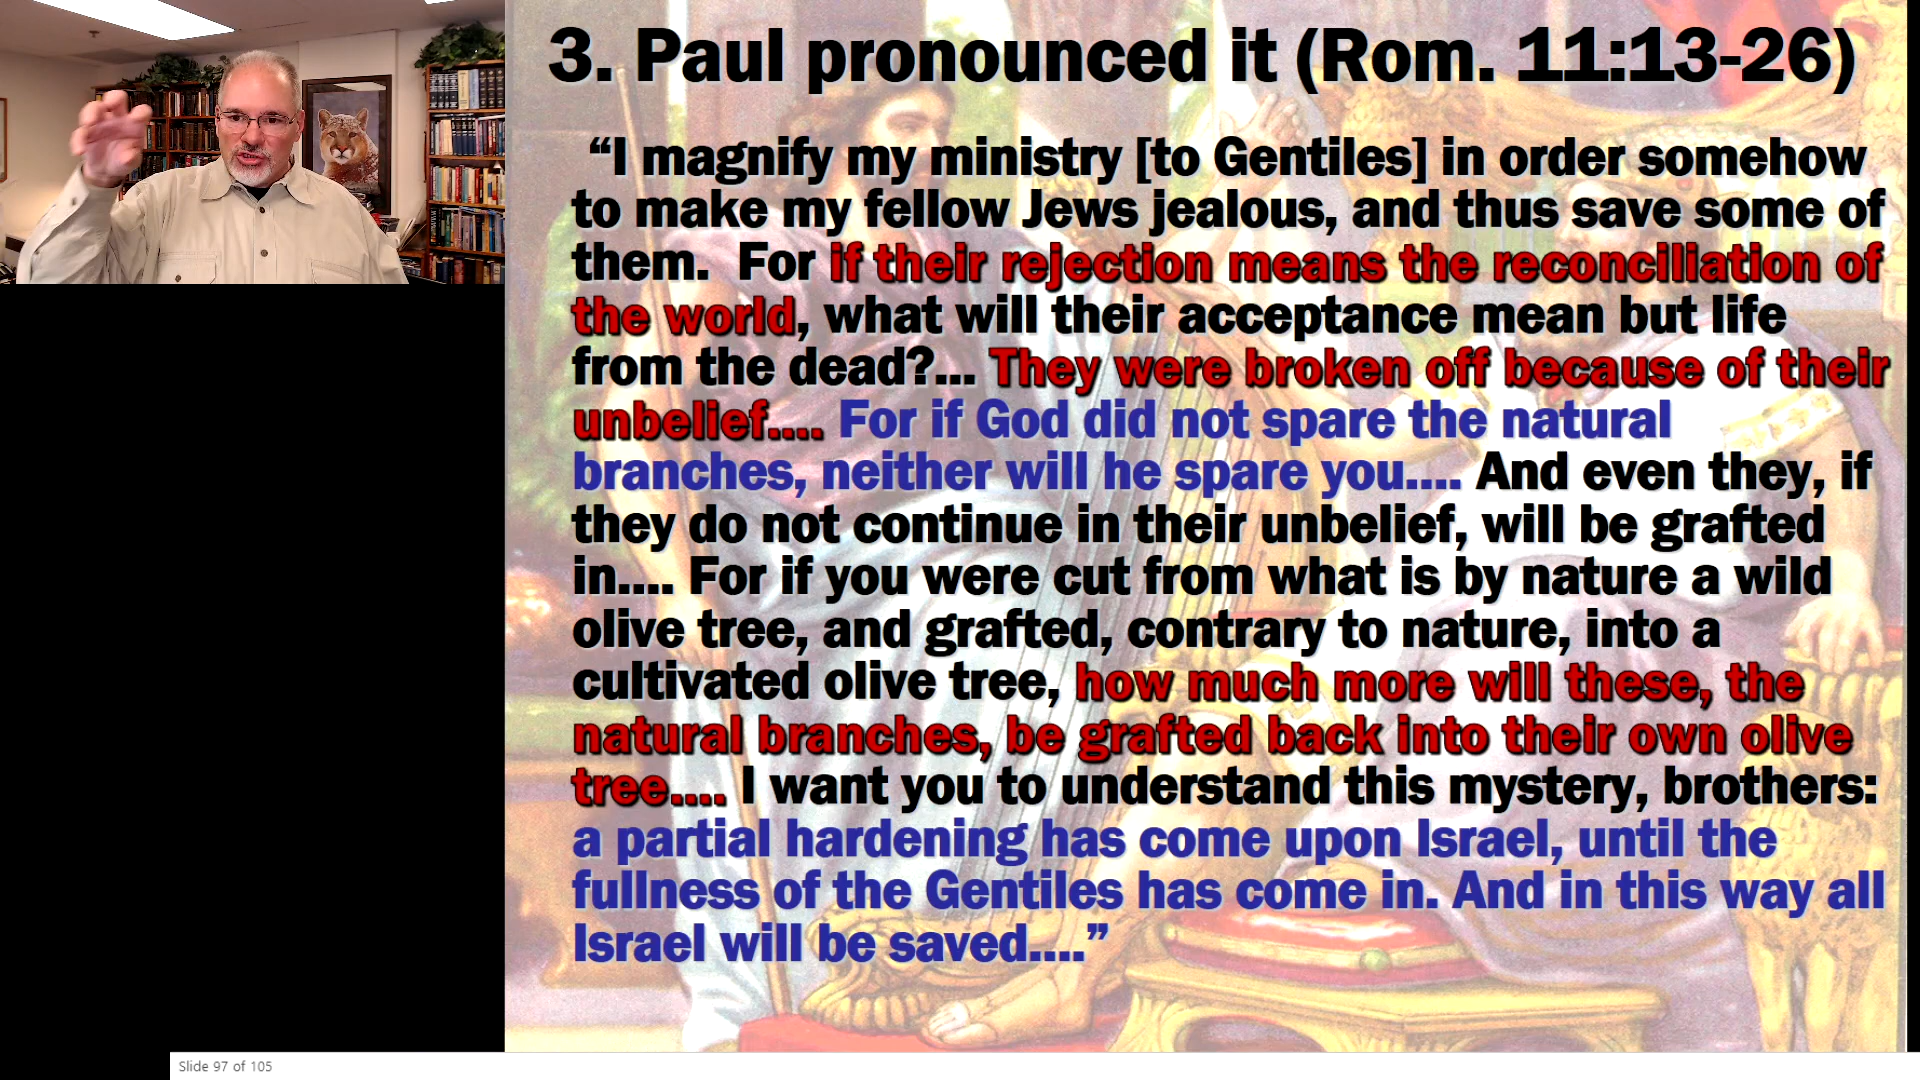 3. Paul pronounced it (Rom. 11:13-26)
“I magnify my ministry [to Gentiles] in order somehow
to make my fellow Jews jealous, and thus save some of
them.  For if their rejection means the reconciliation of
the world, what will their acceptance mean but life
from the dead?... They were broken off because of their
unbelief.... For if God did not spare the natural
branches, neither will he spare you.... And even they, if
they do not continue in their unbelief, will be grafted
in.... For if you were cut from what is by nature a wild
olive tree, and grafted, contrary to nature, into a
cultivated olive tree, how much more will these, the
natural branches, be grafted back into their own olive
tree.... I want you to understand this mystery, brothers:
a partial hardening has come upon Israel, until the
fullness of the Gentiles has come in. And in this way all
Israel will be saved....”
Slide 97 of 105